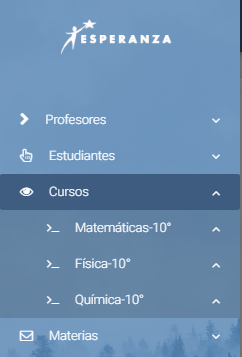 ESPERANZA
Profesores
Estudiantes
Cursos
Matemáticas-10°
Física-10°
Química-10°
Materias